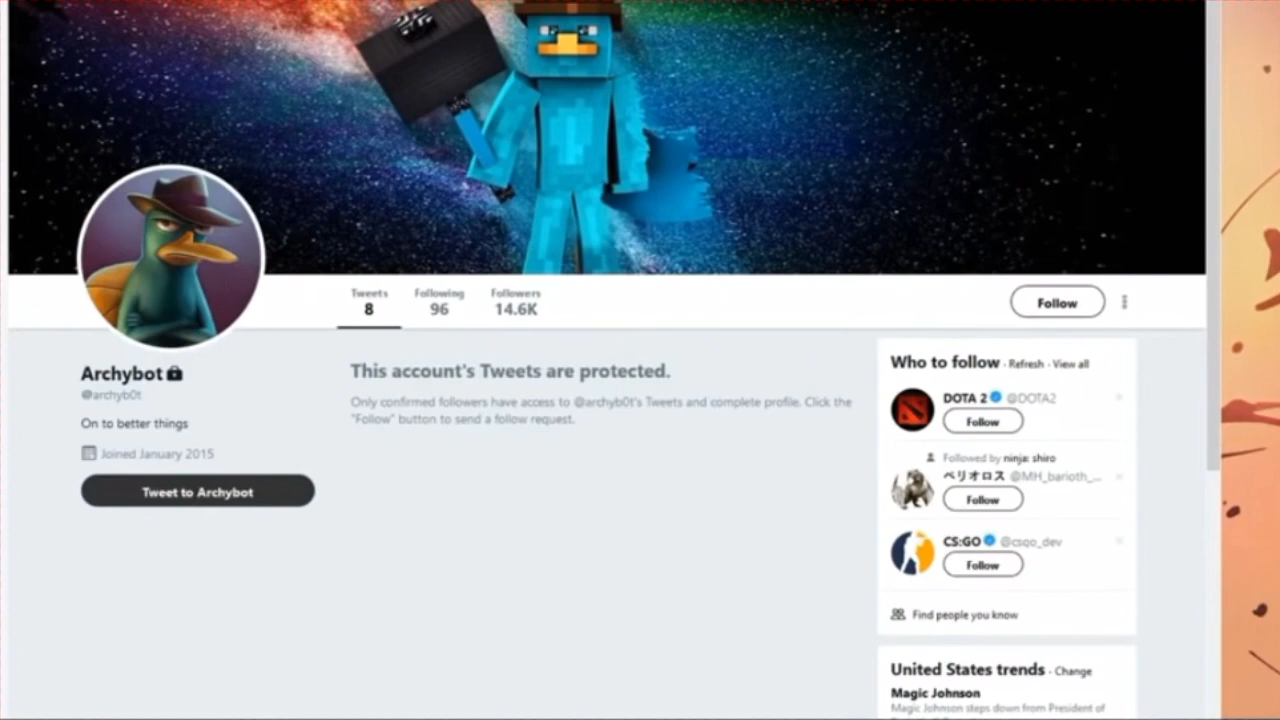 Tweets
8
Following
96
Followers
14.6K
Follow
Archybot
@archyb0t
On to better things
Joined January 2015
Tweet to Archybot
This account's Tweets are protected.
Only confirmed followers have access to @archyb0t's Tweets and complete profile. Click the
"Follow" button to send a follow request.
Who to follow · Refresh · View all
DOTA 2 @DOTA2
Follow
Followed by ninja: shiro
ベリオロス @MH_barioth_...
Follow
CS:GO @csgo_dev
Follow
Find people you know
United States trends · Change
Magic Johnson
Magic Johnson steps down from President of